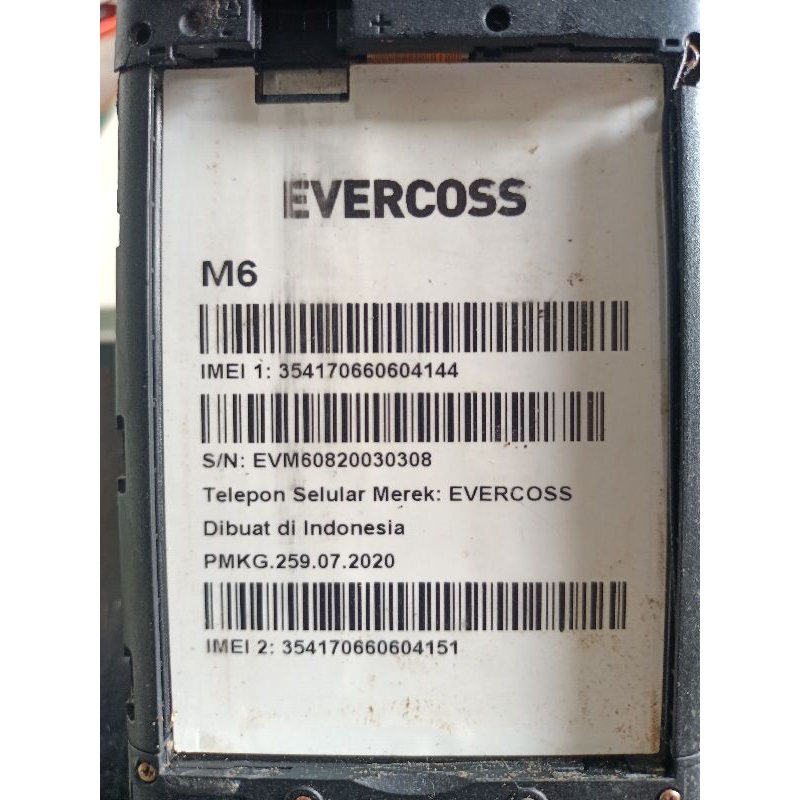 EVERCOSS
M6
IMEI 1: 354170660604144
S/N: EVM60820030308
Telepon Selular Merek: EVERCOSS
Dibuat di Indonesia
PMKG.259.07.2020
IMEI 2: 354170660604151